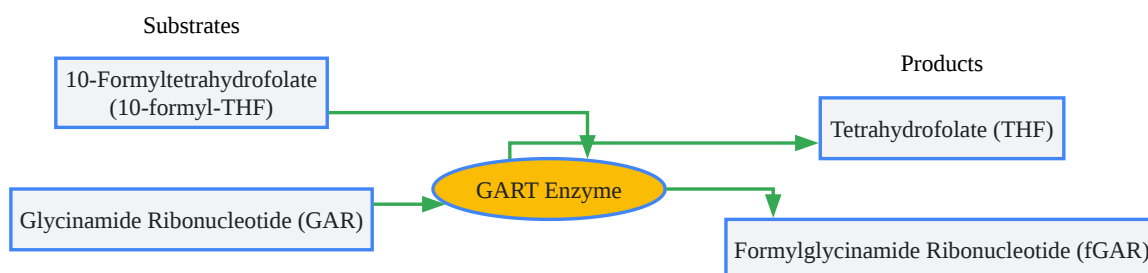 Substrates
10-Formyltetrahydrofolate
(10-formyl-THF)
Products
Tetrahydrofolate (THF)
GART Enzyme
Glycinamide Ribonucleotide (GAR)
Formylglycinamide Ribonucleotide (fGAR)